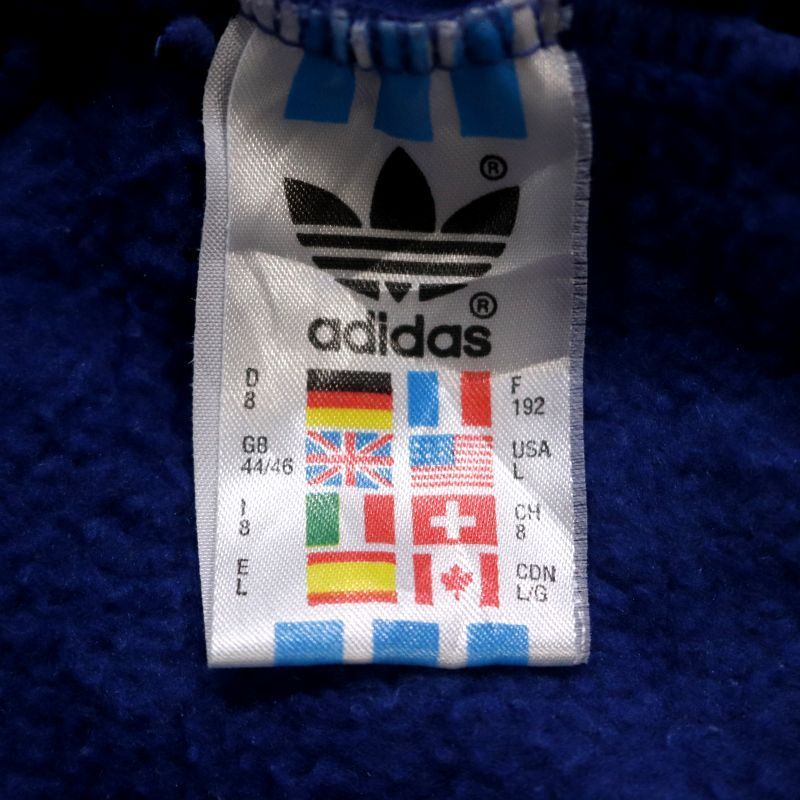 ®
®
adidas
D
8
F
192
GB
44/46
USA
L
I
8
CH
8
E
L
CDN
L/G